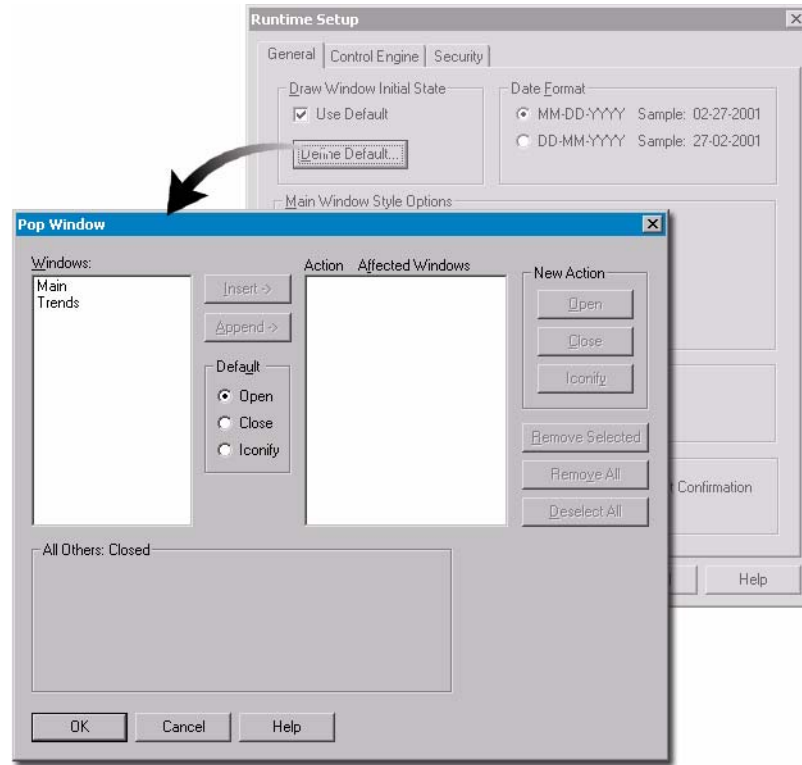 Runtime Setup
General Control Engine Security
Draw Window Initial State
Use Default
Define Default...
Date Format
MM-DD-YYYY Sample: 02-27-2001
DD-MM-YYYY Sample: 27-02-2001
Main Window Style Options
Confirmation
Help
Pop Window
Windows:
Main
Trends
Insert ->
Append ->
Default
Open
Close
Iconify
Action Affected Windows
New Action
Open
Close
Iconify
Remove Selected
Remove All
Deselect All
All Others: Closed
OK Cancel Help